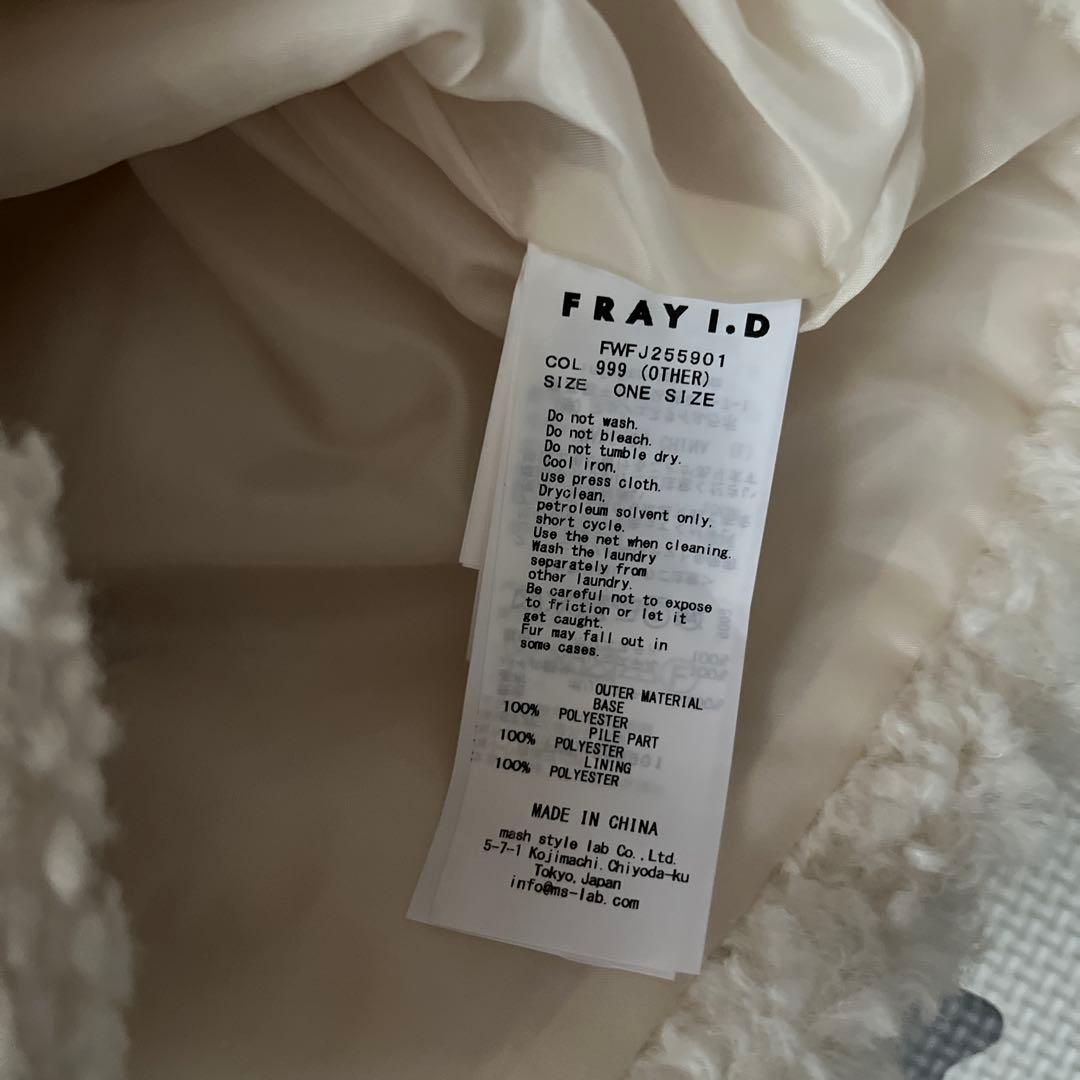 FRAY I.D
FWFJ255901
COL 999 (OTHER)
SIZE ONE SIZE
Do not wash.
Do not bleach.
Do not tumble dry.
Cool iron,
use press cloth.
Dryclean,
petroleum solvent only,
short cycle.
Use the net when cleaning.
Wash the laundry
separately from
other laundry.
Be careful not to expose
to friction or let it
get caught.
Fur may fall out in
some cases.
OUTER MATERIAL
BASE
100% POLYESTER
PILE PART
100% POLYESTER
LINING
100% POLYESTER
MADE IN CHINA
mash style lab Co.,Ltd.
5-7-1 Kojimachi.Chiyoda-ku
Tokyo,Japan
info@ms-lab.com